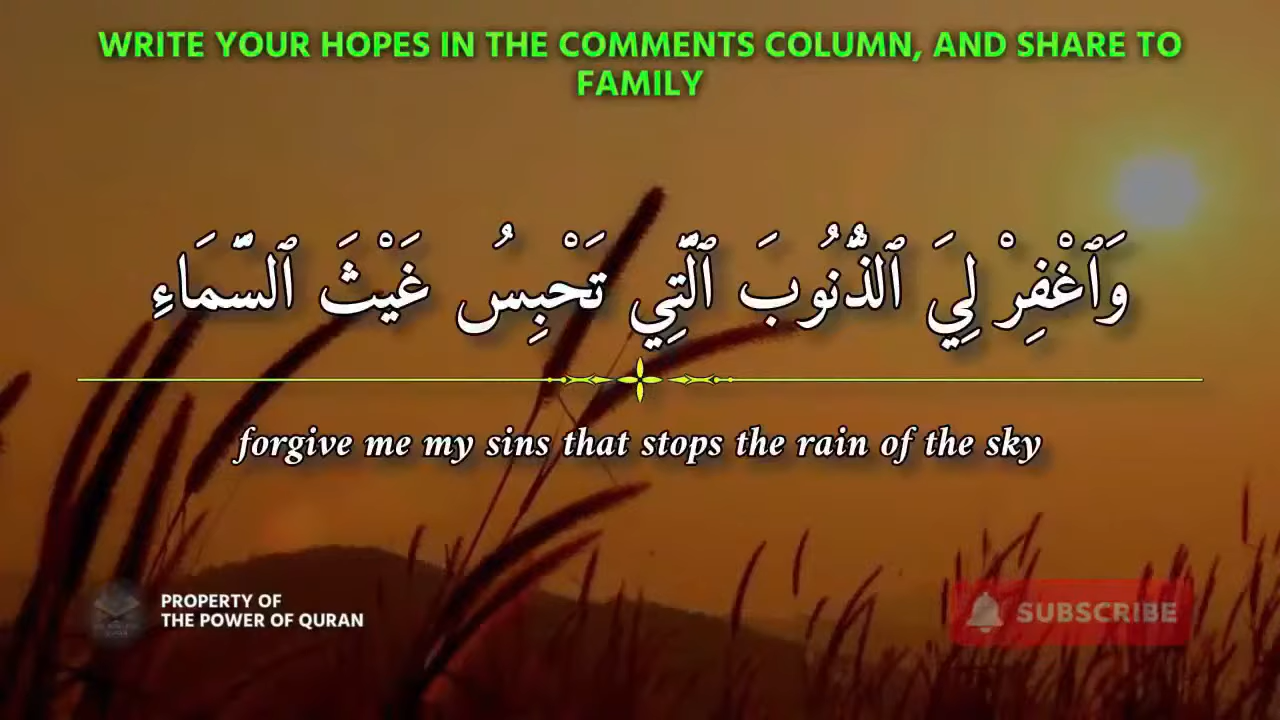 WRITE YOUR HOPES IN THE COMMENTS COLUMN, AND SHARE TO
FAMILY
وَٱغْفِرْ لِيَ ٱلذُّنُوبَ ٱلَّتِي تَحْبِسُ غَيْثَ ٱلسَّمَاءِ
forgive me my sins that stops the rain of the sky
PROPERTY OF
THE POWER OF QURAN
SUBSCRIBE